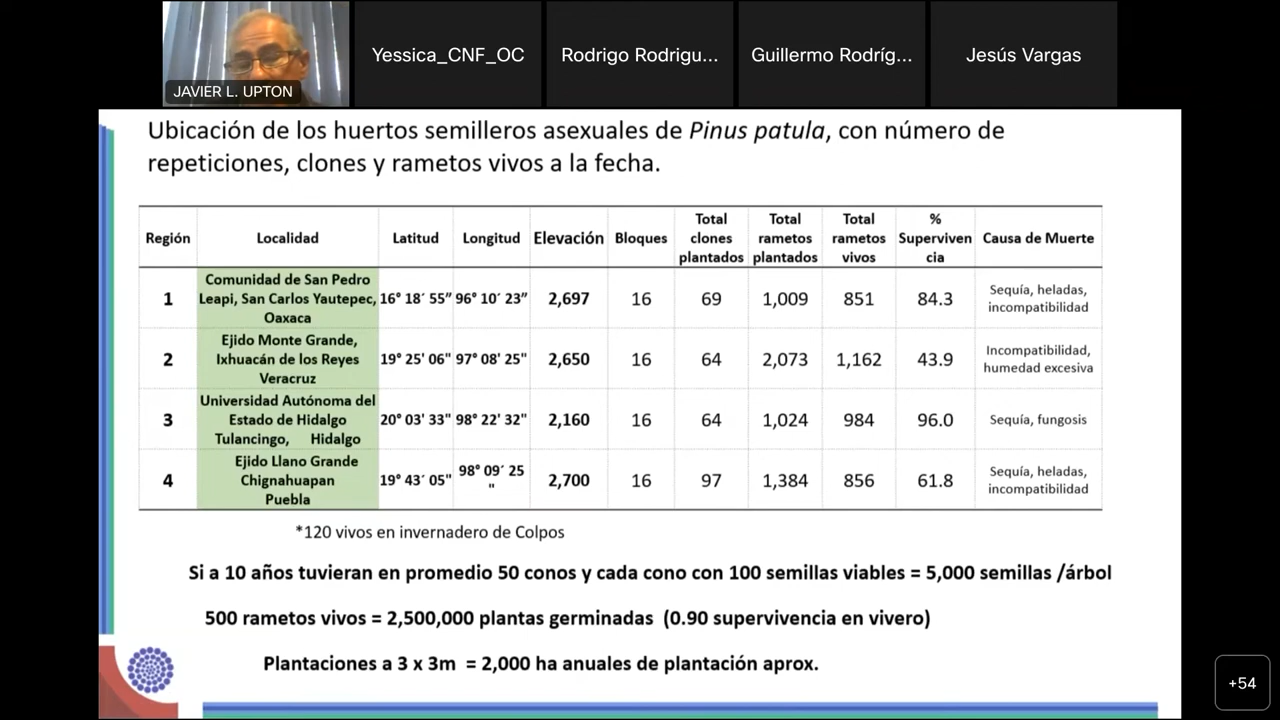 JAVIER L. UPTON
Yessica_CNF_OC
Rodrigo Rodrigu...
Guillermo Rodríg...
Jesús Vargas
Ubicación de los huertos semilleros asexuales de Pinus patula, con número de
repeticiones, clones y rametos vivos a la fecha.
Región Localidad Latitud Longitud Elevación Bloques Total clones plantados Total rametos plantados Total rametos vivos % Superviven cia Causa de Muerte
1 Comunidad de San Pedro Leapi, San Carlos Yautepec, Oaxaca 16° 18´ 55” 96° 10´ 23” 2,697 16 69 1,009 851 84.3 Sequía, heladas, incompatibilidad
2 Ejido Monte Grande, Ixhuacán de los Reyes Veracruz 19° 25' 06" 97° 08' 25" 2,650 16 64 2,073 1,162 43.9 Incompatibilidad, humedad excesiva
3 Universidad Autónoma del Estado de Hidalgo Tulancingo, Hidalgo 20° 03' 33" 98° 22' 32" 2,160 16 64 1,024 984 96.0 Sequía, fungosis
4 Ejido Llano Grande Chignahuapan Puebla 19° 43´ 05" 98° 09´ 25 " 2,700 16 97 1,384 856 61.8 Sequía, heladas, incompatibilidad
*120 vivos en invernadero de Colpos
Si a 10 años tuvieran en promedio 50 conos y cada cono con 100 semillas viables = 5,000 semillas /árbol
500 rametos vivos = 2,500,000 plantas germinadas (0.90 supervivencia en vivero)
Plantaciones a 3 x 3m = 2,000 ha anuales de plantación aprox.
+54